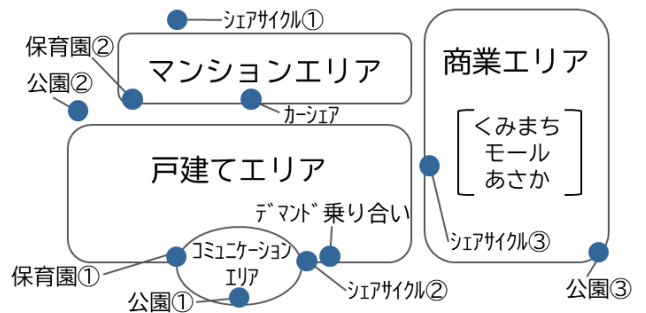 シェアサイクル①
保育園②
マンションエリア
商業エリア
公園②
カーシェア
くみまち
モール
あさか
戸建てエリア
デマンド乗り合い
コミュニケーション
エリア
シェアサイクル③
保育園①
公園①
シェアサイクル②
公園③